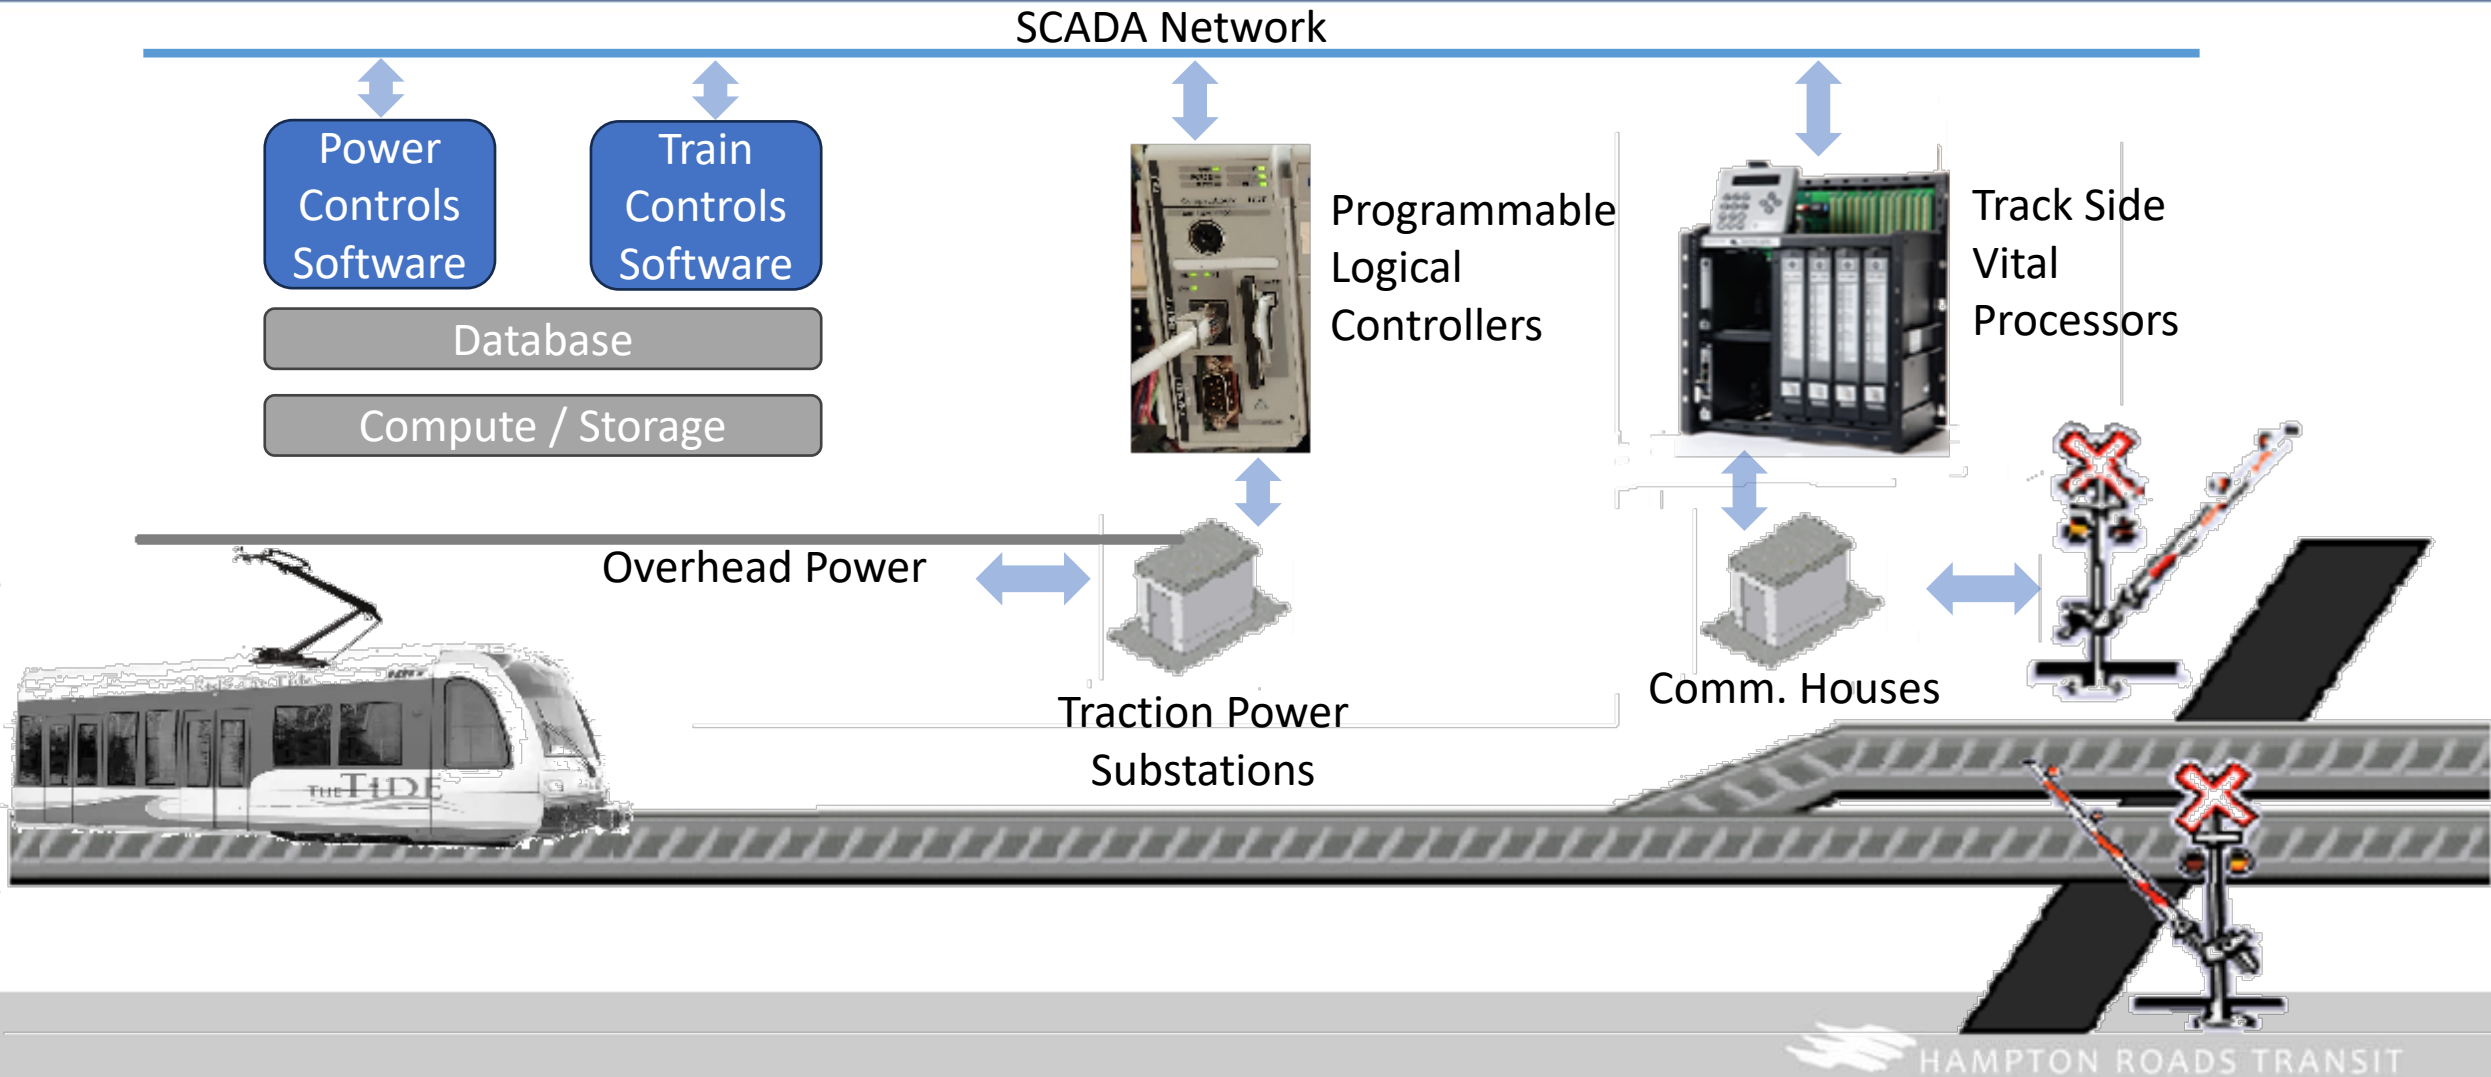 SCADA Network
Power
Controls
Software
Train
Controls
Software
Database
Compute / Storage
Programmable
Logical
Controllers
Track Side
Vital
Processors
Overhead Power
Traction Power
Substations
Comm. Houses
THE TIDE
HAMPTON ROADS TRANSIT